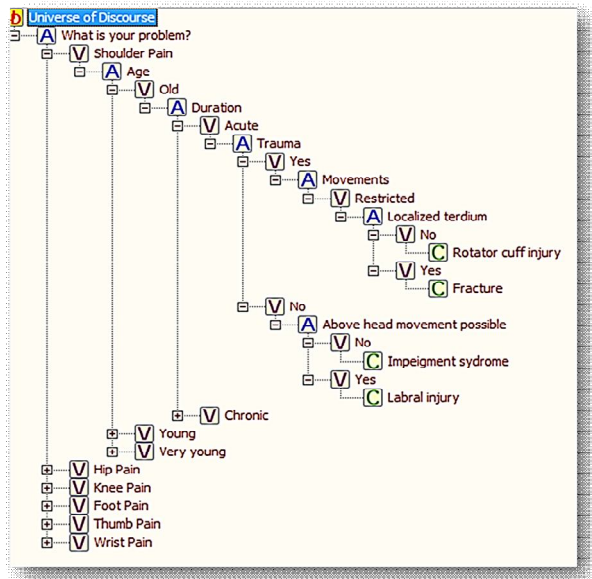 b Universe of Discourse
A What is your problem?
V Shoulder Pain
A Age
V Old
A Duration
V Acute
A Trauma
V Yes
A Movements
V Restricted
A Localized terdium
V No
C Rotator cuff injury
V Yes
C Fracture
V No
A Above head movement possible
V No
C Impeigment sydrome
V Yes
C Labral injury
V Chronic
V Young
V Very young
V Hip Pain
V Knee Pain
V Foot Pain
V Thumb Pain
V Wrist Pain